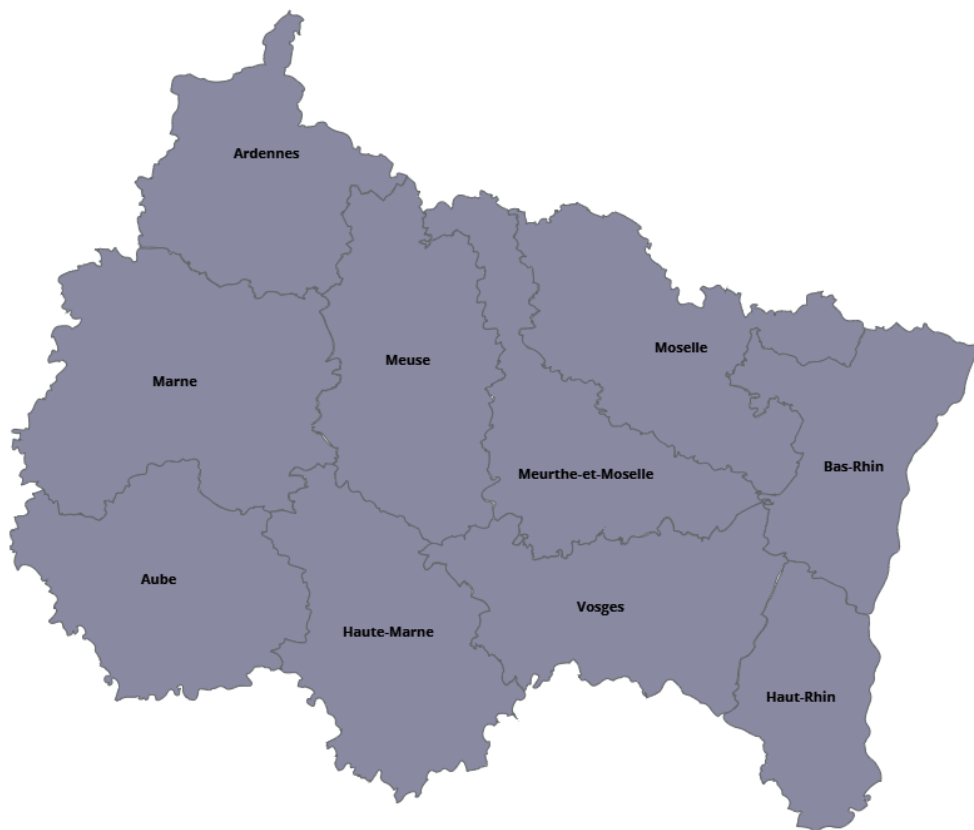 Ardennes
Moselle
Meuse
Marne
Bas-Rhin
Meurthe-et-Moselle
Aube
Vosges
Haute-Marne
Haut-Rhin